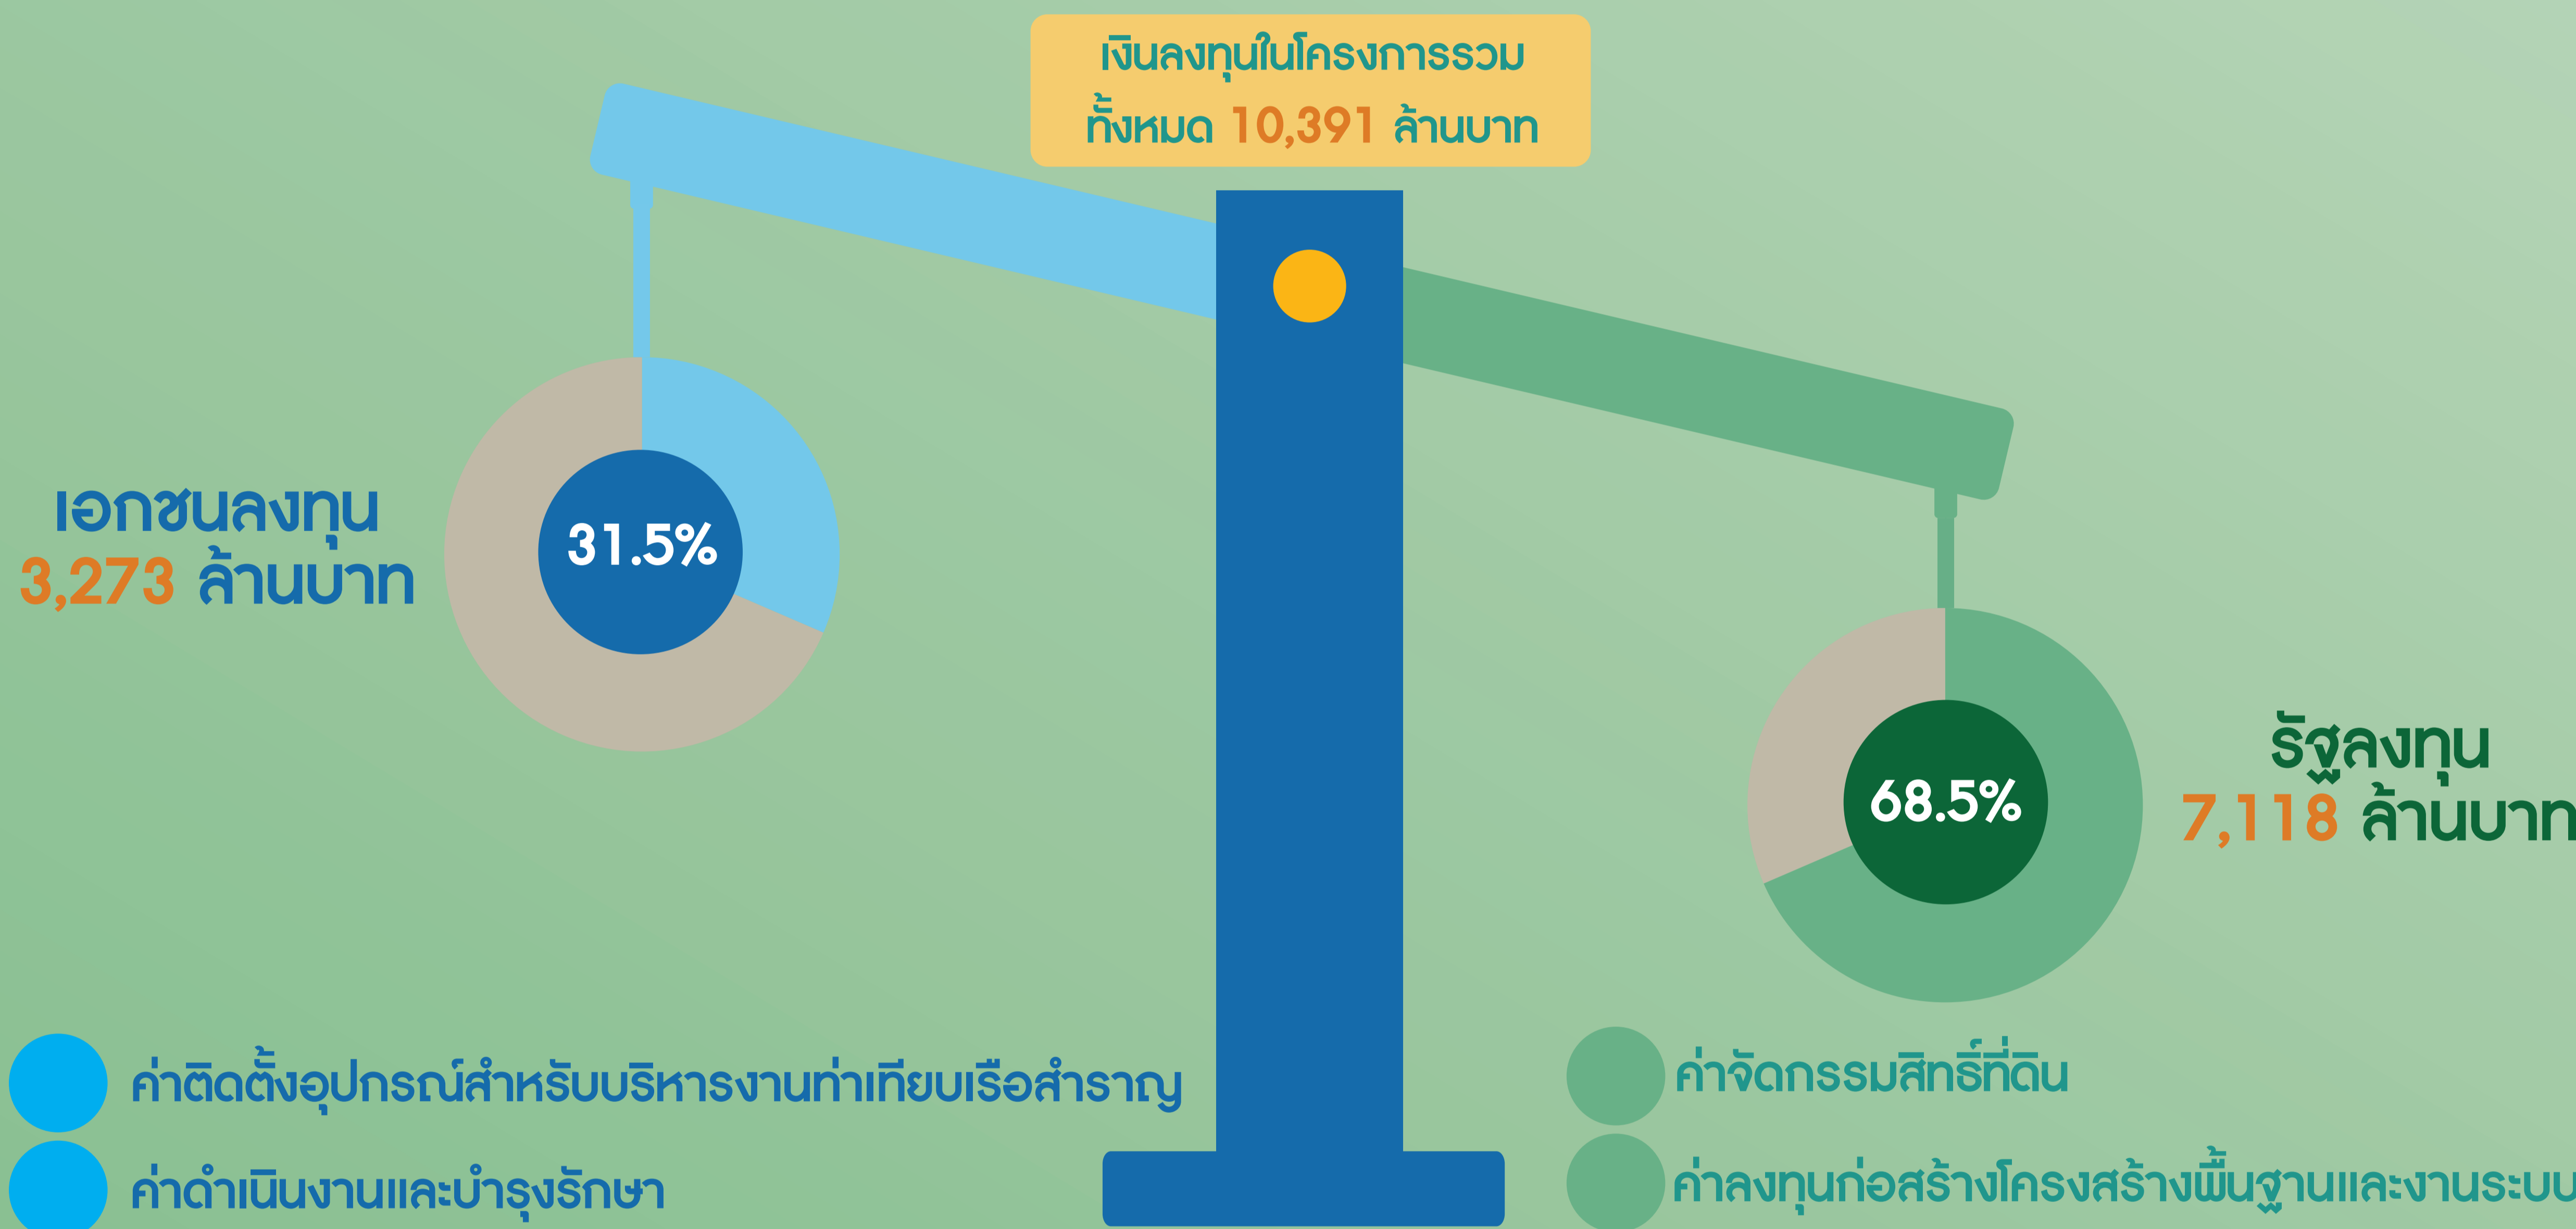 เงินลงทุนในโครงการรวม
ทั้งหมด 10,391 ล้านบาท
เอกชนลงทุน
3,273 ล้านบาท
31.5%
68.5%
รัฐลงทุน
7,118 ล้านบาท
ค่าติดตั้งอุปกรณ์สำหรับบริหารงานท่าเทียบเรือสำราญ
ค่าดำเนินงานและบำรุงรักษา
ค่าจัดกรรมสิทธิ์ที่ดิน
ค่าลงทุนก่อสร้างโครงสร้างพื้นฐานและงานระบบ